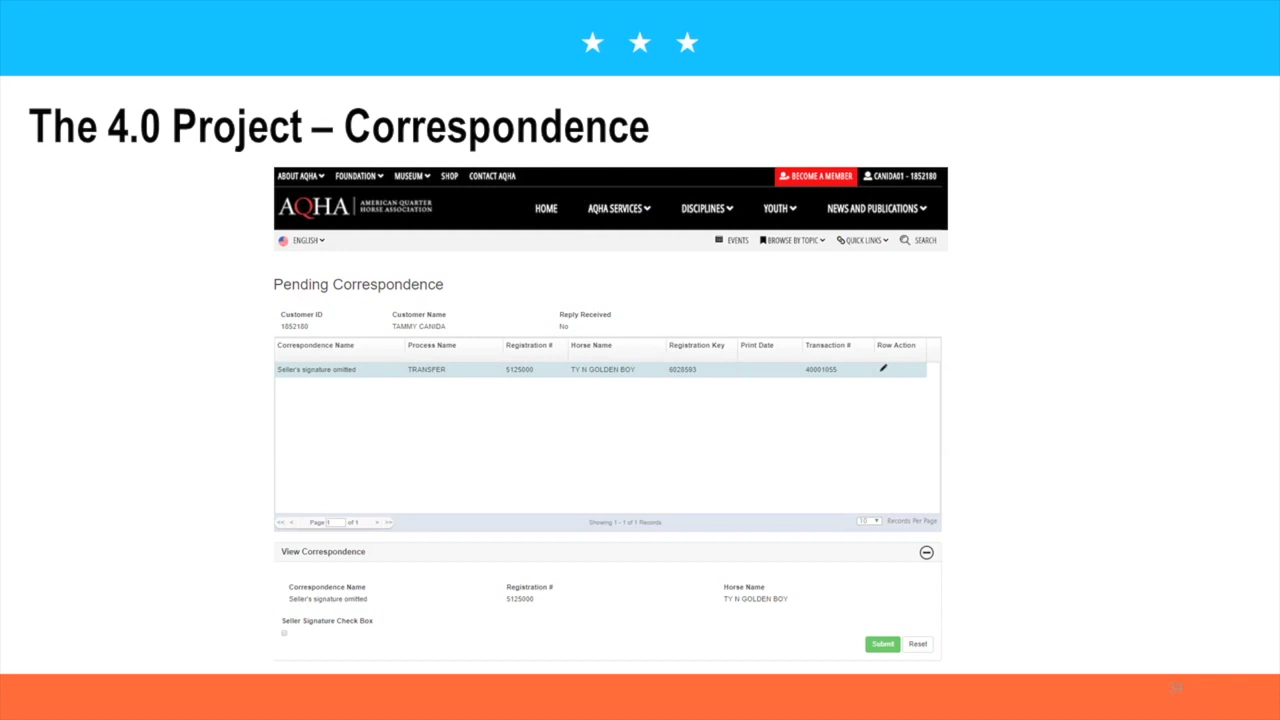 The 4.0 Project – Correspondence
ABOUT AQHA FOUNDATION MUSEUM SHOP CONTACT AQHA BECOME A MEMBER CANIDA01 - 1852180
AQHA AMERICAN QUARTER
HORSE ASSOCIATION
HOME AQHA SERVICES DISCIPLINES YOUTH NEWS AND PUBLICATIONS
ENGLISH EVENTS BROWSE BY TOPIC QUICK LINKS SEARCH
Pending Correspondence
Customer ID Customer Name Reply Received
1852180 TAMMY CANIDA No
Correspondence Name Process Name Registration # Horse Name Registration Key Print Date Transaction # Row Action
Seller's signature omitted TRANSFER 5125000 TY N GOLDEN BOY 6028593 40001055
<< < Page 1 of 1 > >> Showing 1 - 1 of 1 Records 10 Records Per Page
View Correspondence
Correspondence Name Registration # Horse Name
Seller's signature omitted 5125000 TY N GOLDEN BOY
Seller Signature Check Box
Submit Reset